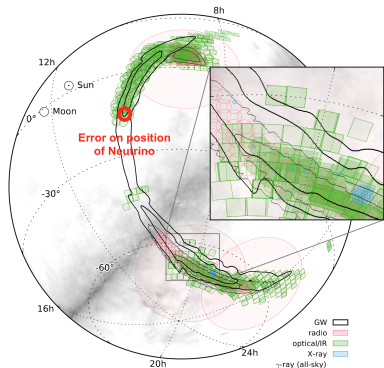 8h
12h
Sun
Moon
0°
Error on position
of Neutrino
-30°
-60°
16h
20h
24h
GW
radio
optical/IR
X-ray
γ-ray (all-sky)